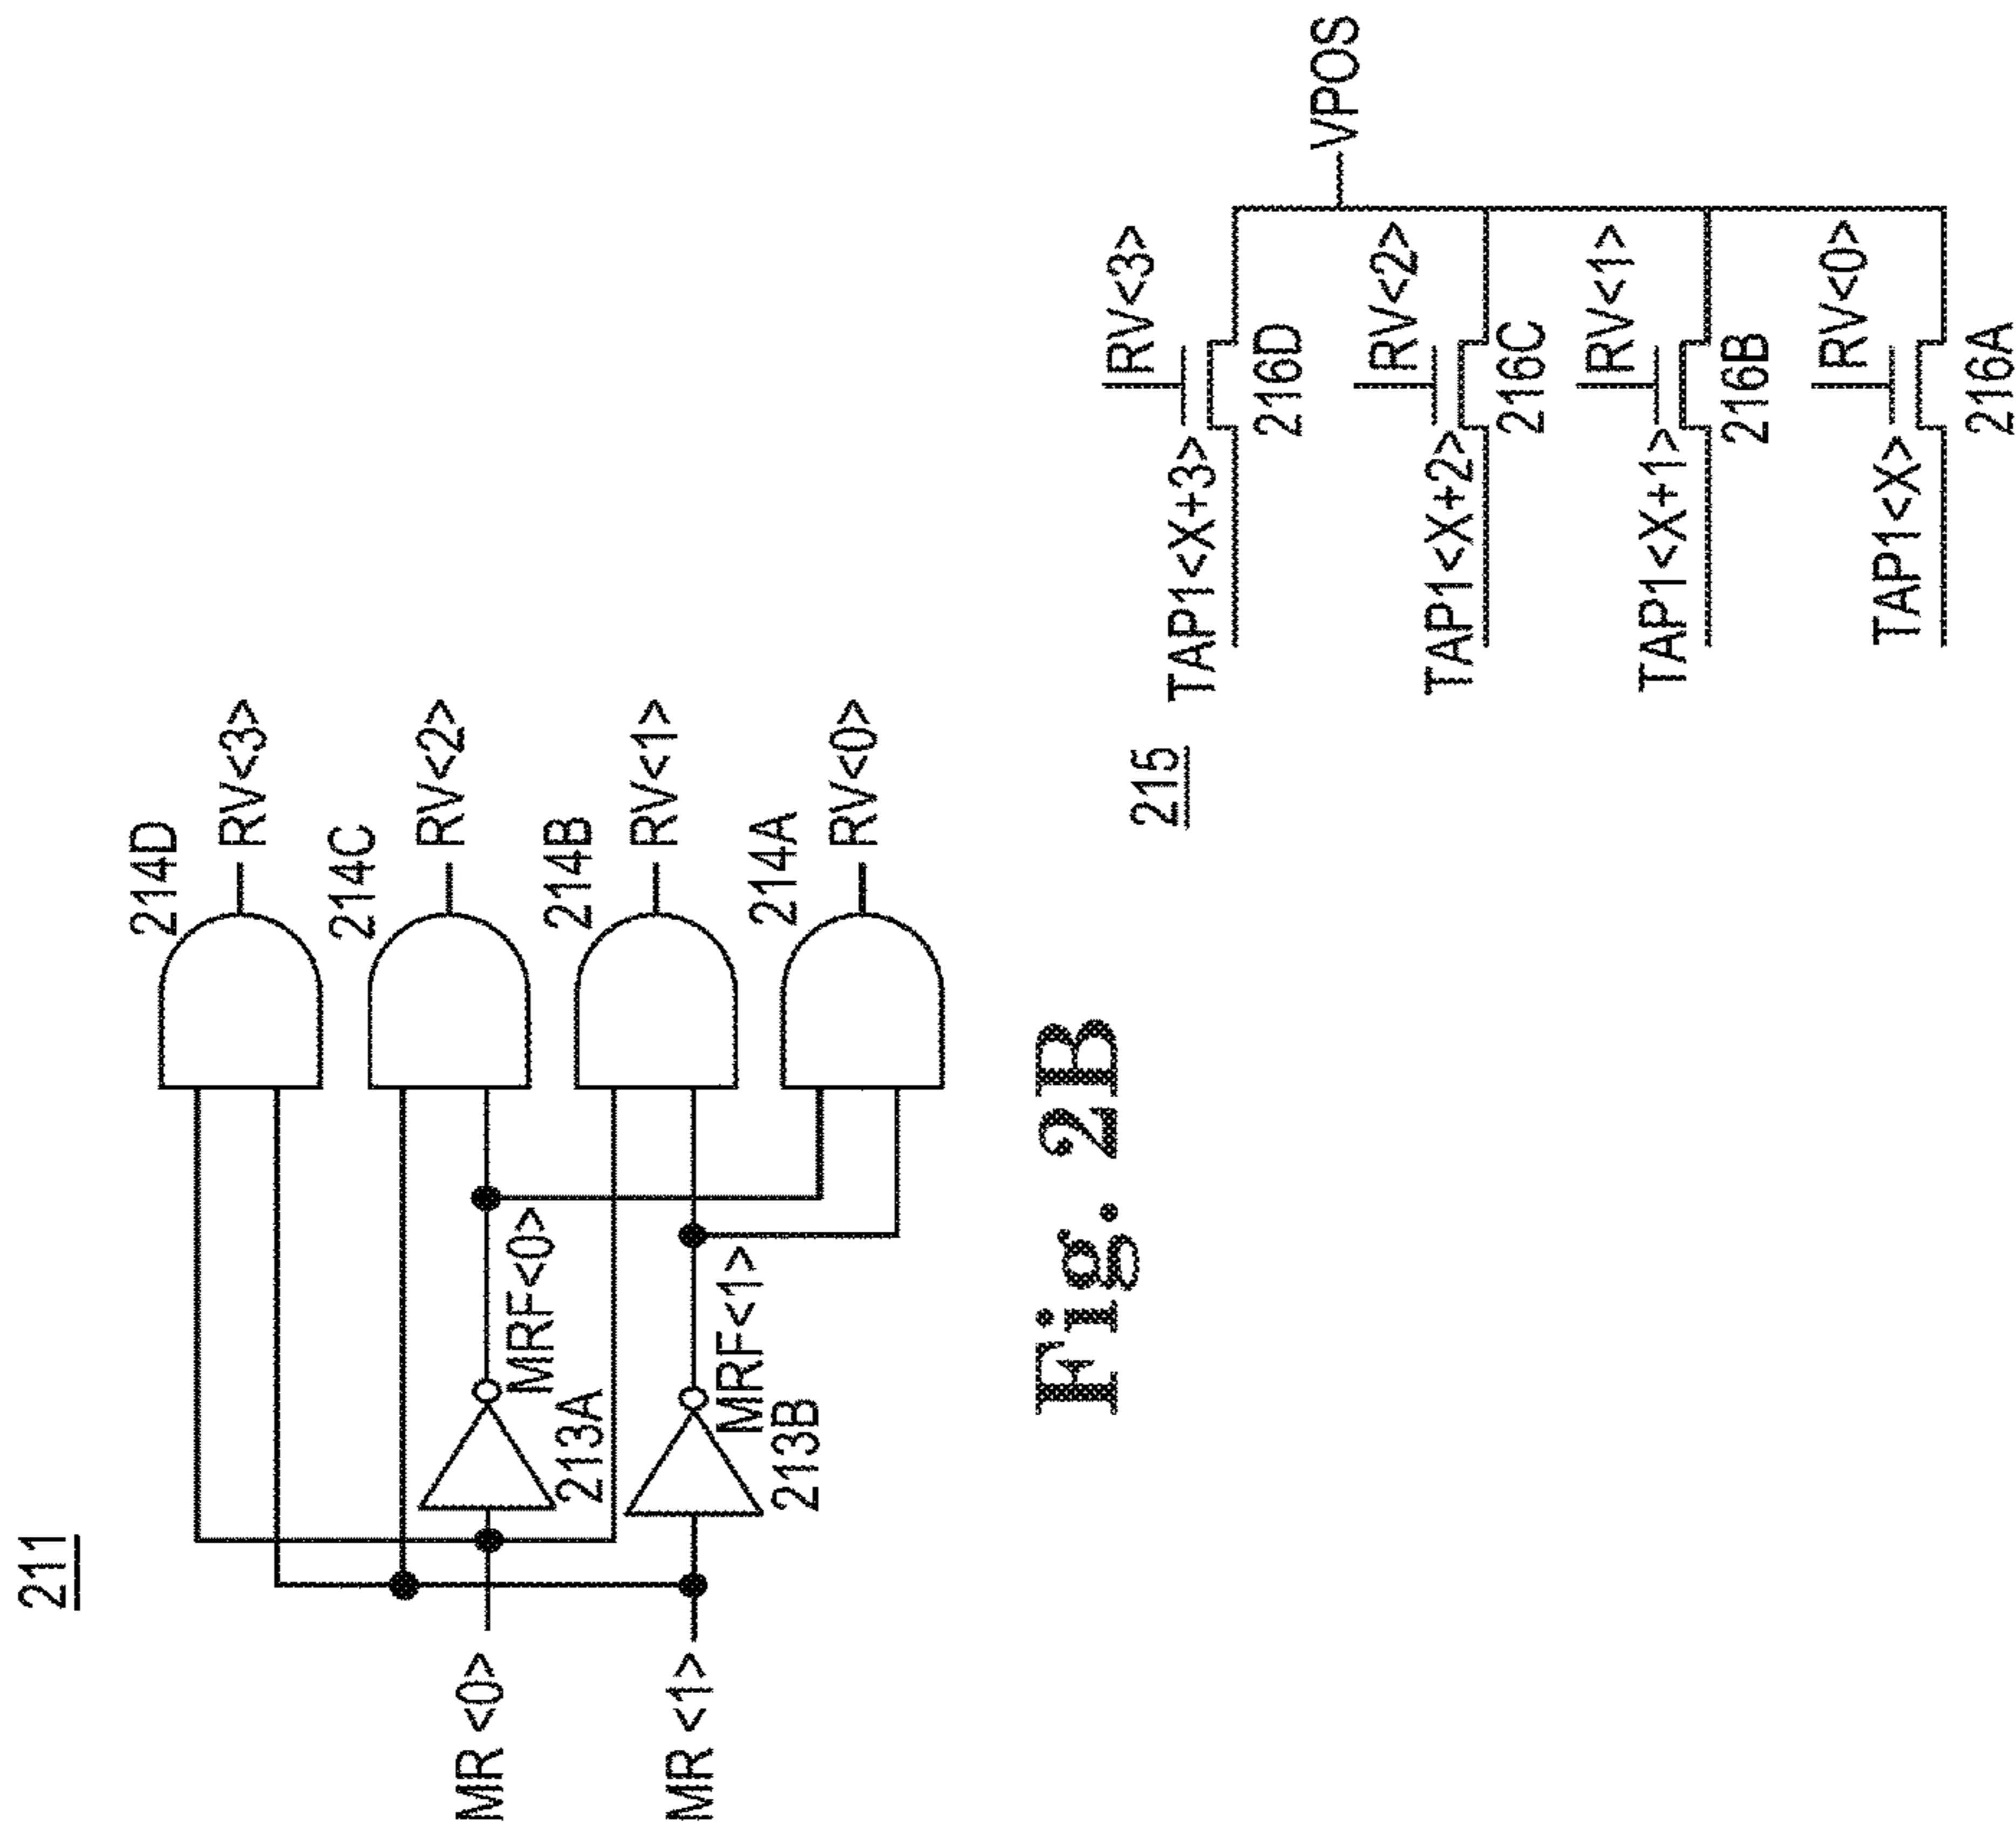 211
214D
RV<3>
214C
RV<2>
214B
RV<1>
214A
RV<0>
MR <0>
MRF<0>
213A
MR <1>
MRF<1>
213B
215
RV<3>
TAP1<X+3>
216D
VPOS
RV<2>
TAP1<X+2>
216C
RV<1>
TAP1<X+1>
216B
RV<0>
TAP1<X>
216A
Fig. 2B